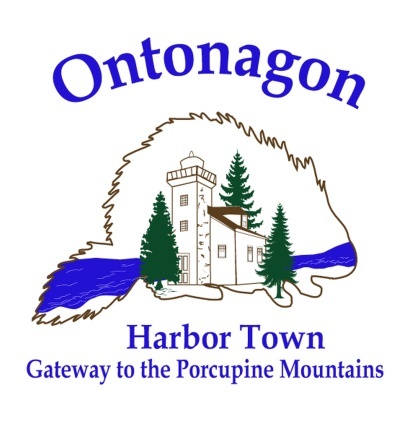 Ontonagon
Harbor Town
Gateway to the Porcupine Mountains